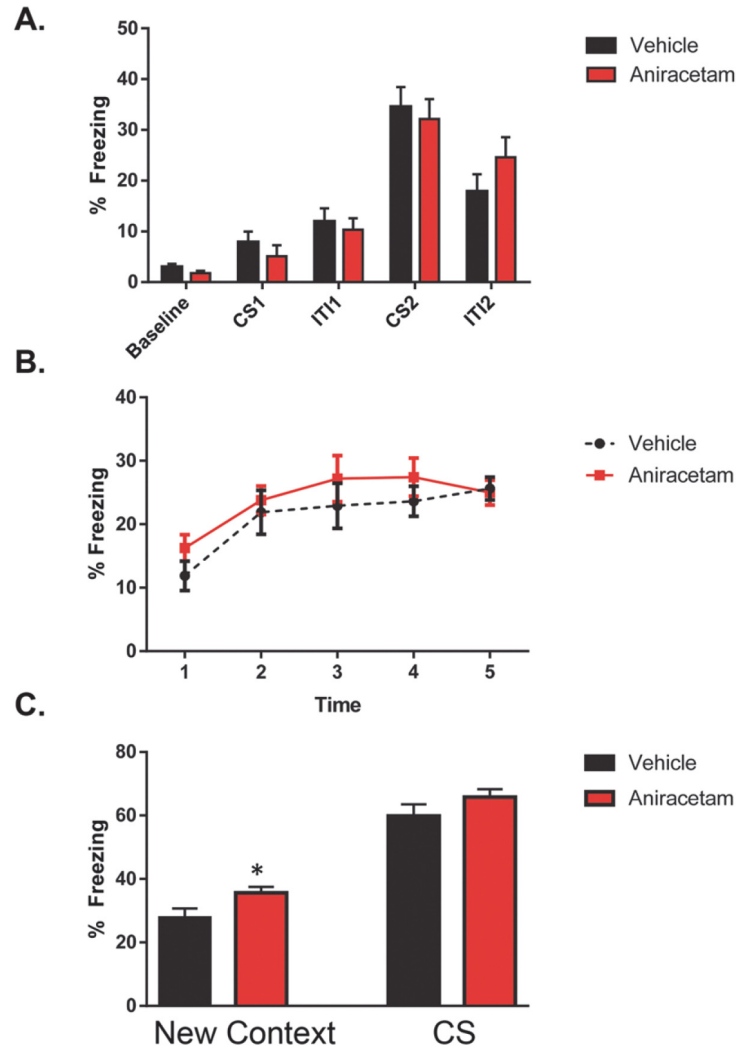 A.
% Freezing
50
40
30
20
10
0
Baseline
CS1
ITI1
CS2
ITI2
Vehicle
Aniracetam
B.
% Freezing
40
30
20
10
0
1 2 3 4 5
Time
Vehicle
Aniracetam
C.
% Freezing
80
60
40
20
0
*
New Context CS
Vehicle
Aniracetam